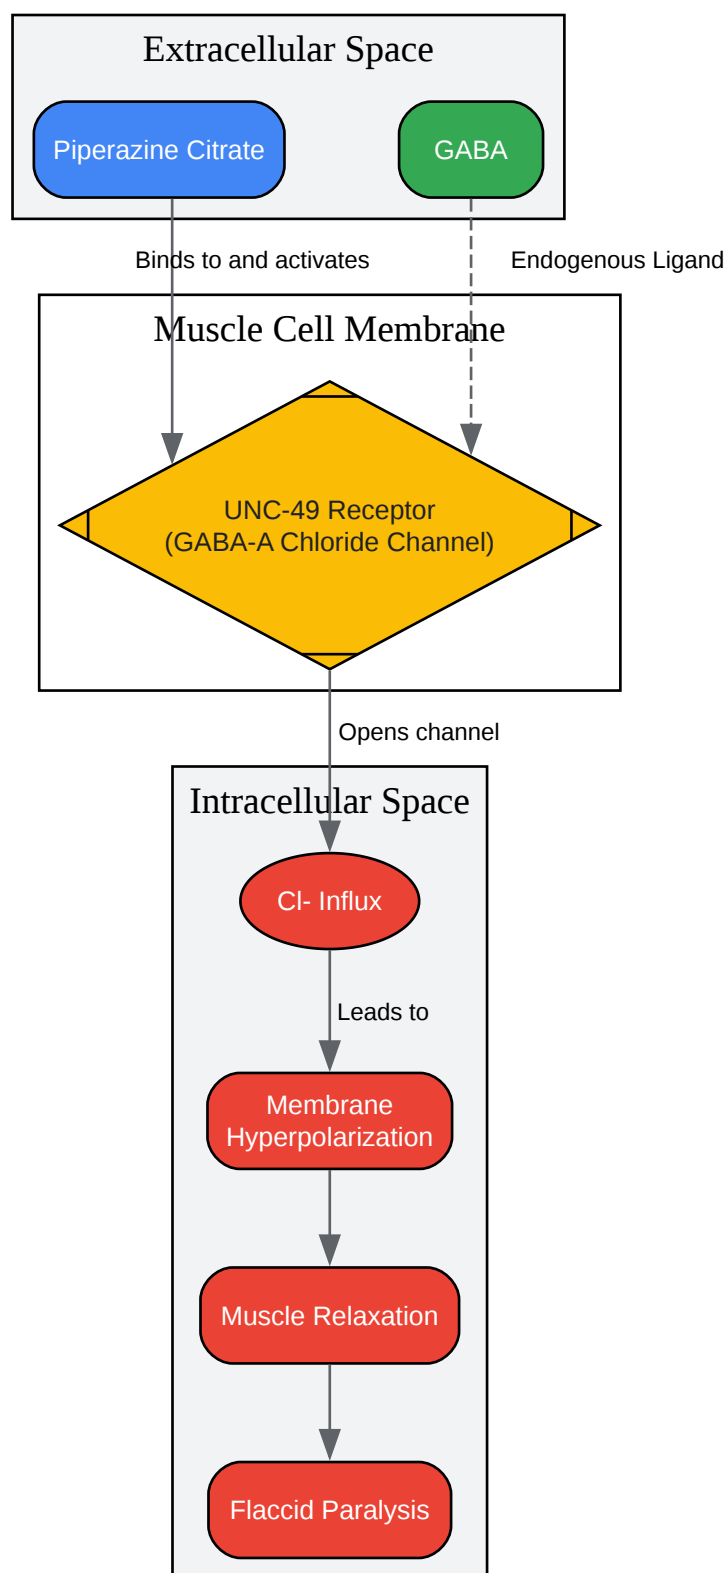 Extracellular Space
Piperazine Citrate
GABA
Binds to and activates
Endogenous Ligand
Muscle Cell Membrane
UNC-49 Receptor
(GABA-A Chloride Channel)
Opens channel
Intracellular Space
Cl- Influx
Leads to
Membrane
Hyperpolarization
Muscle Relaxation
Flaccid Paralysis